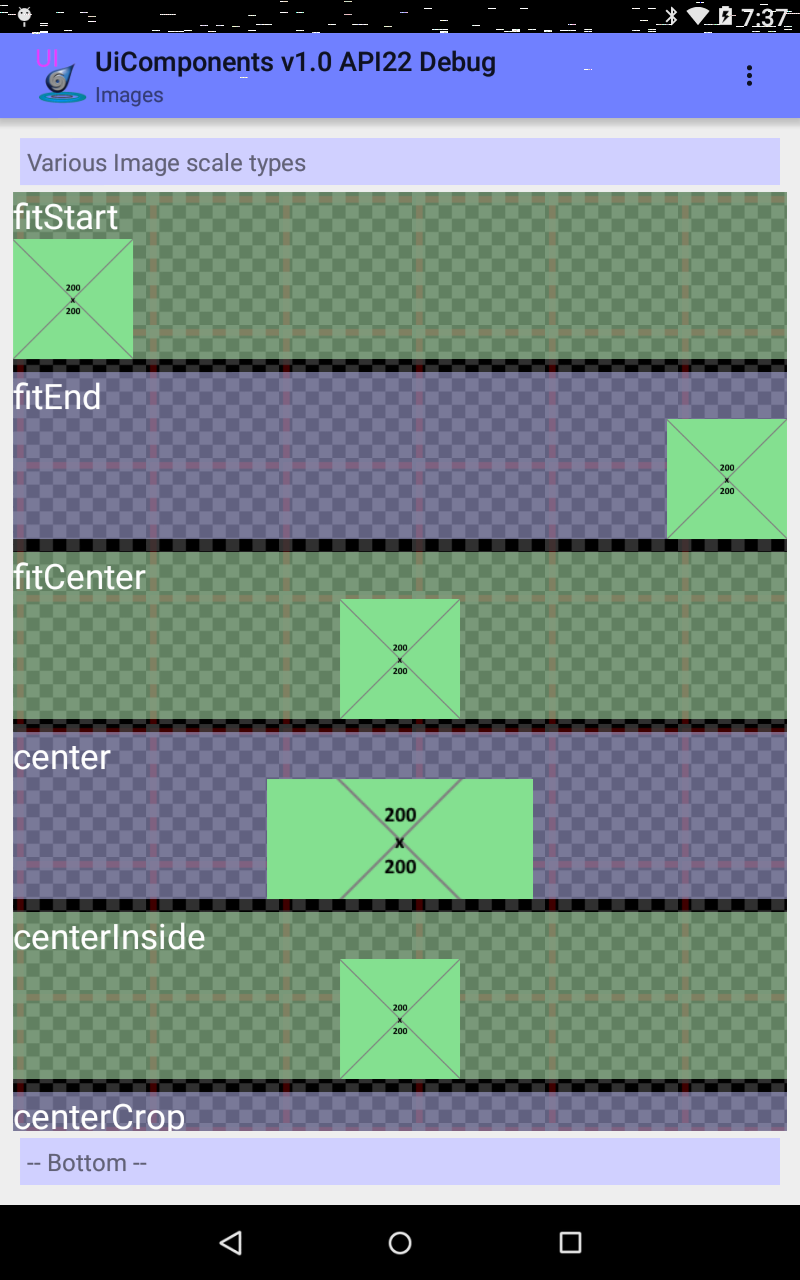 7:37
UI
UiComponents v1.0 API22 Debug
Images
Various Image scale types
fitStart
200
x
200
fitEnd
200
x
200
fitCenter
200
x
200
center
200
x
200
centerInside
200
x
200
centerCrop
-- Bottom --